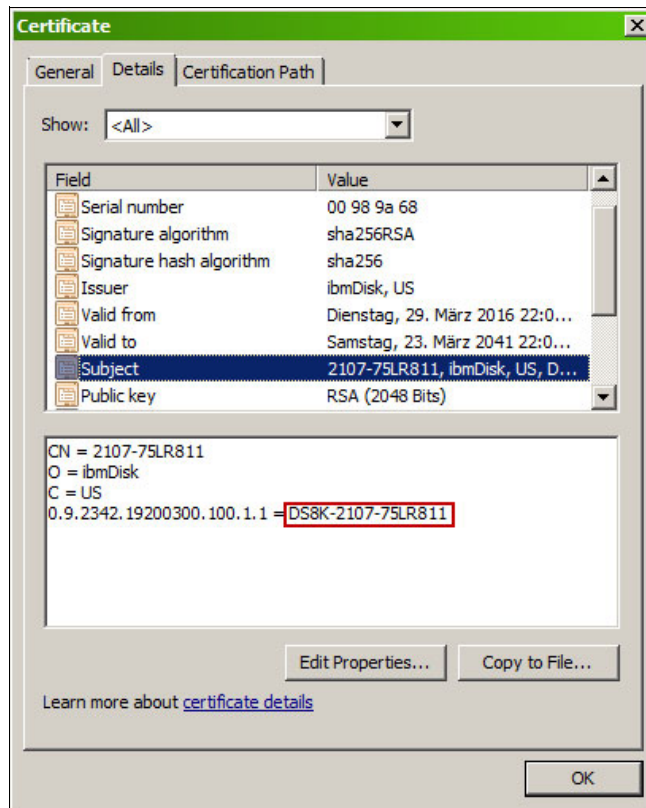 Certificate
General Details Certification Path
Show: <All>
Field Value
Serial number 00 98 9a 68
Signature algorithm sha256RSA
Signature hash algorithm sha256
Issuer ibmDisk, US
Valid from Dienstag, 29. März 2016 22:0...
Valid to Samstag, 23. März 2041 22:0...
Subject 2107-75LR811, ibmDisk, US, D...
Public key RSA (2048 Bits)
CN = 2107-75LR811
O = ibmDisk
C = US
0.9.2342.19200300.100.1.1 = DS8K-2107-75LR811
Edit Properties... Copy to File...
Learn more about certificate details
OK